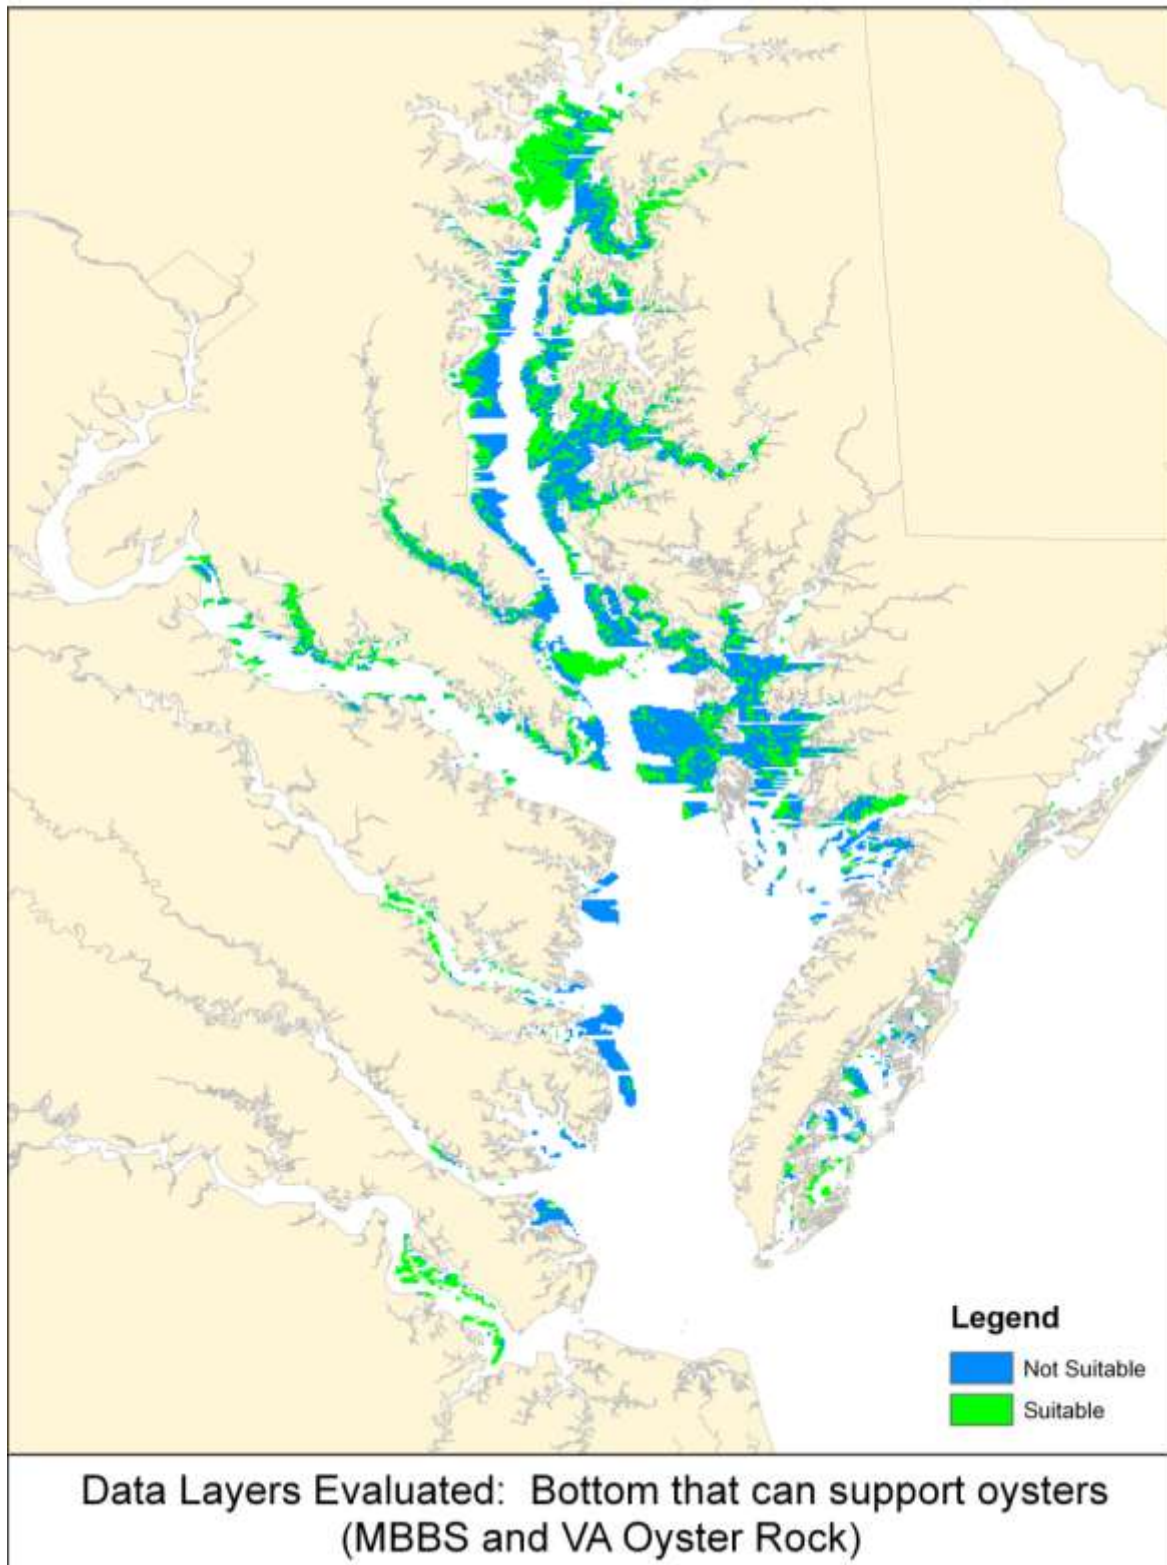 Legend
Not Suitable
Suitable
Data Layers Evaluated: Bottom that can support oysters
(MBBS and VA Oyster Rock)